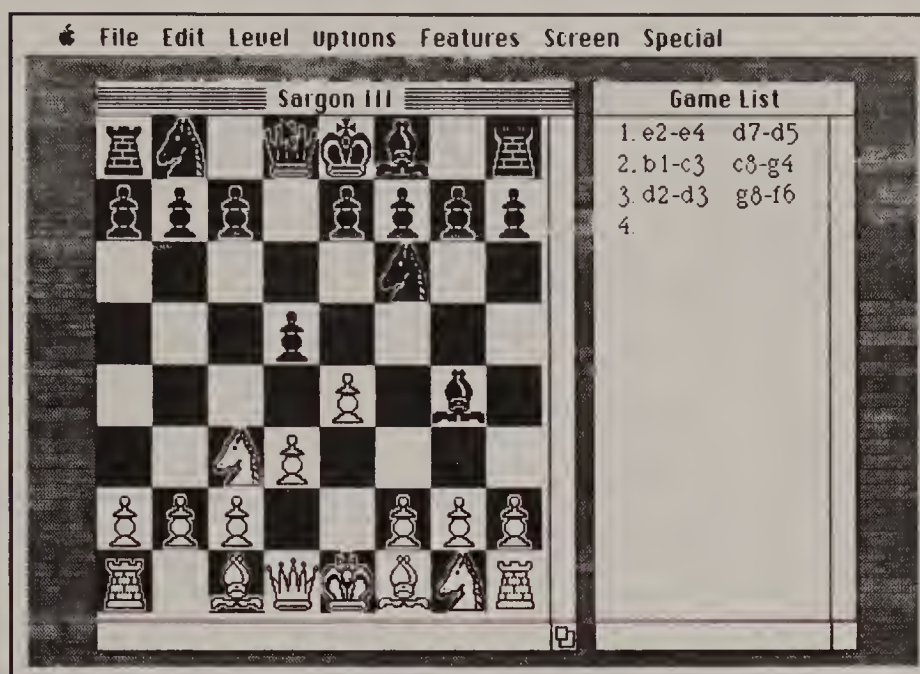 File Edit Level Options Features Screen Special
Sargon III
Game List
1. e2-e4 d7-d5
2. b1-c3 c8-g4
3. d2-d3 g8-f6
4.